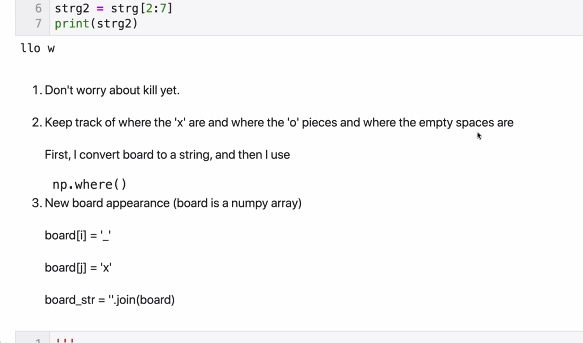 6 strg2 = strg[2:7]
7 print(strg2)
llo w
1. Don't worry about kill yet.
2. Keep track of where the 'x' are and where the 'o' pieces and where the empty spaces are
First, I convert board to a string, and then I use
np.where()
3. New board appearance (board is a numpy array)
board[i] = '_'
board[j] = 'x'
board_str = ''.join(board)
1 '''